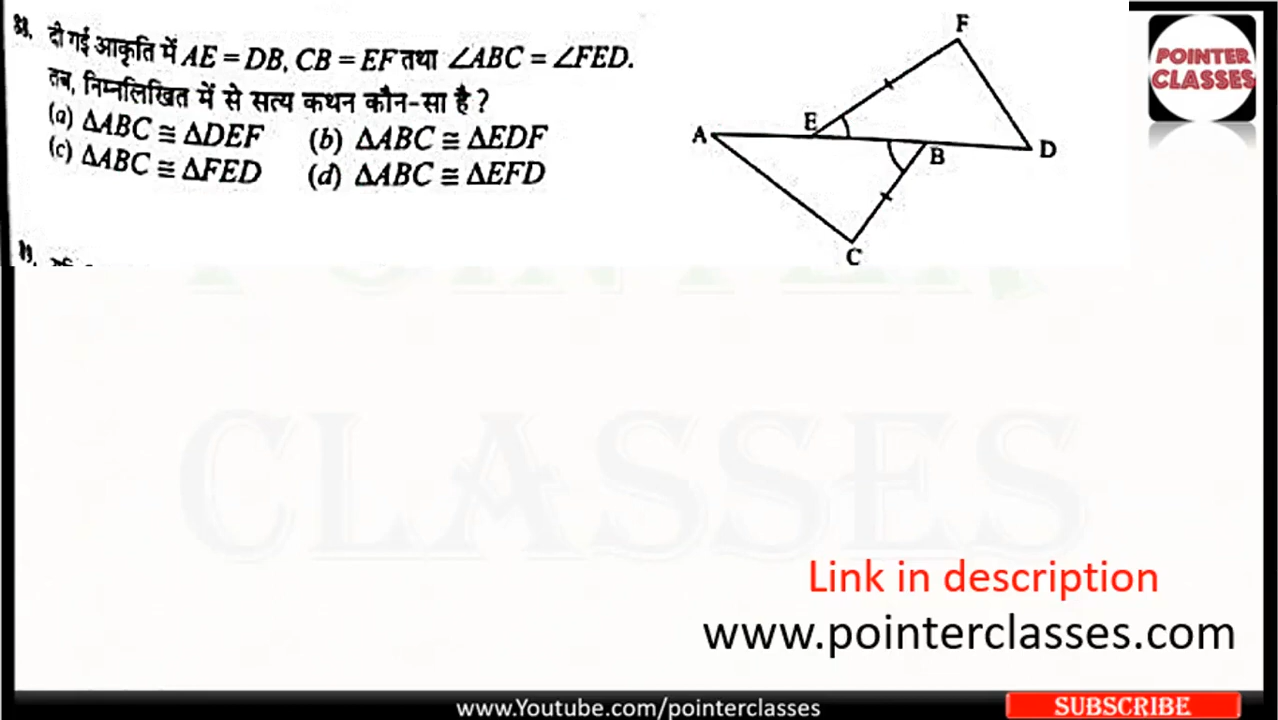 88. दी गई आकृति में AE = DB, CB = EF तथा ∠ABC = ∠FED.
तब, निम्नलिखित में से सत्य कथन कौन-सा है ?
(a) ΔABC ≅ ΔDEF (b) ΔABC ≅ ΔEDF
(c) ΔABC ≅ ΔFED (d) ΔABC ≅ ΔEFD
F
E
A
B
D
C
POINTER
CLASSES
CLASSES
Link in description
www.pointerclasses.com
www.Youtube.com/pointerclasses
SUBSCRIBE